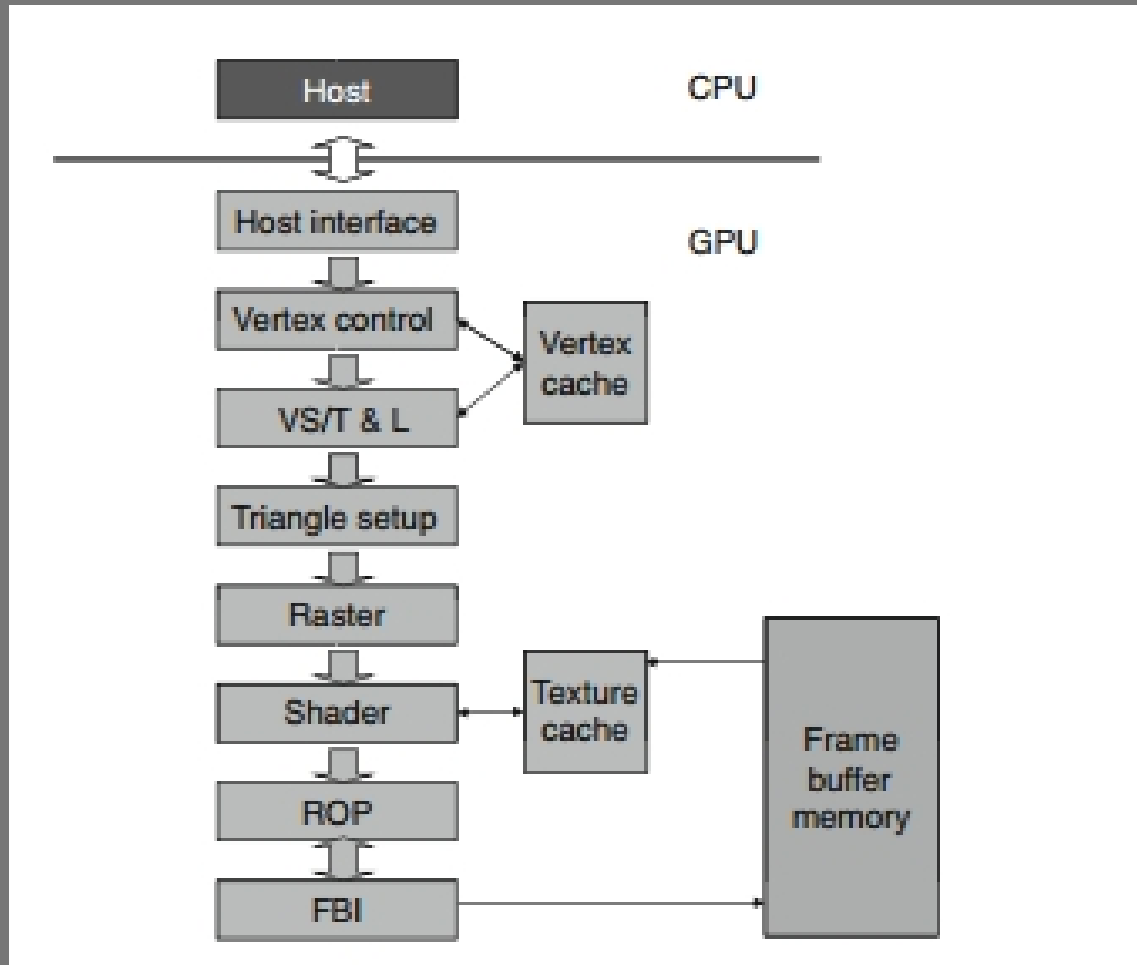 Host
CPU
Host interface
GPU
Vertex control
Vertex
cache
VS/T & L
Triangle setup
Raster
Shader
Texture
cache
Frame
buffer
memory
ROP
FBI